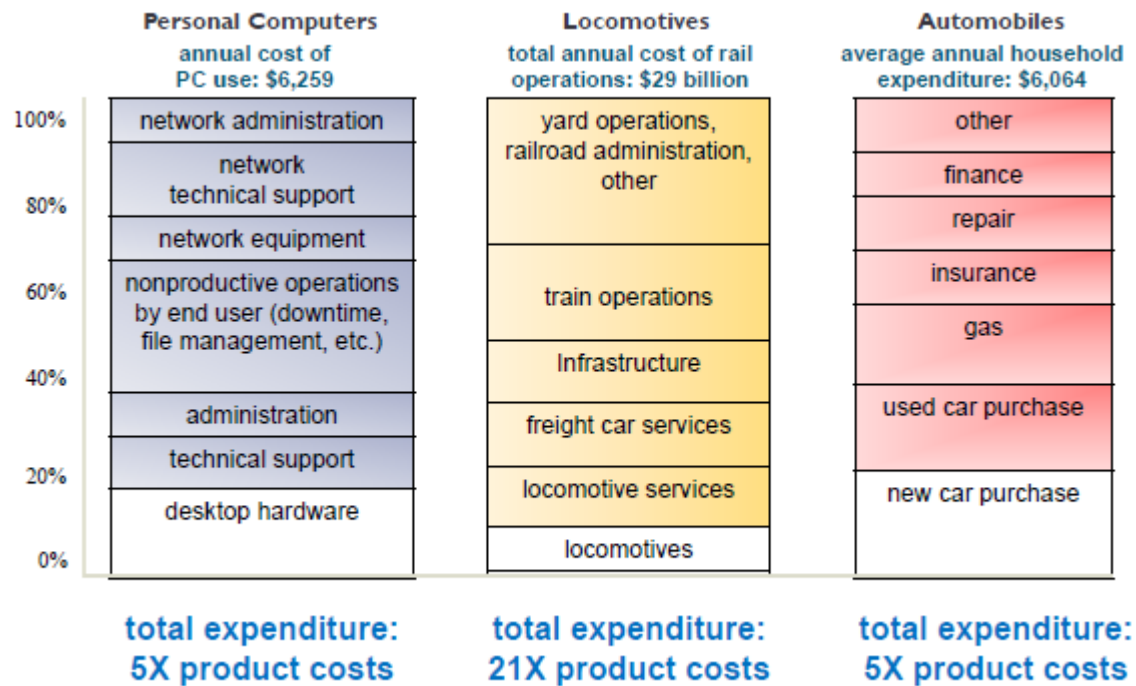 Personal Computers
annual cost of
PC use: $6,259
Locomotives
total annual cost of rail
operations: $29 billion
Automobiles
average annual household
expenditure: $6,064
100%
80%
60%
40%
20%
0%
network administration
network
technical support
network equipment
nonproductive operations
by end user (downtime,
file management, etc.)
administration
technical support
desktop hardware
yard operations,
railroad administration,
other
train operations
Infrastructure
freight car services
locomotive services
locomotives
other
finance
repair
insurance
gas
used car purchase
new car purchase
total expenditure:
5X product costs
total expenditure:
21X product costs
total expenditure:
5X product costs